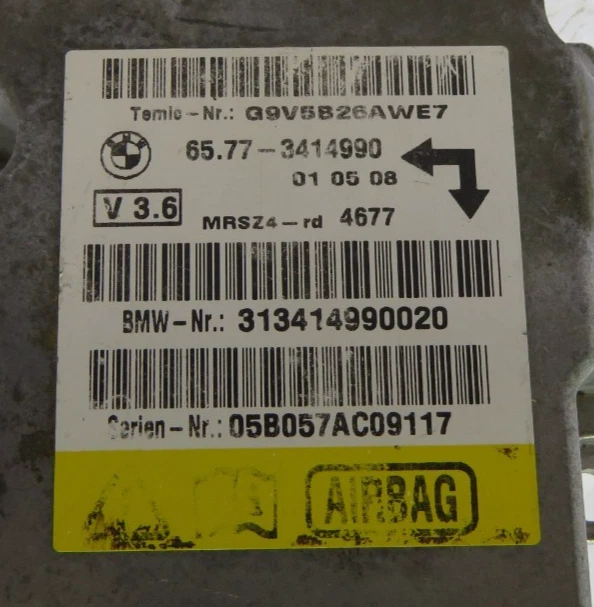 Temic-Nr.: G9V5B26AWE7
65.77-3414990
01 05 08
V 3.6
MRSZ4-rd 4677
BMW-Nr.: 313414990020
Serien-Nr.: 05B057AC09117
AIRBAG